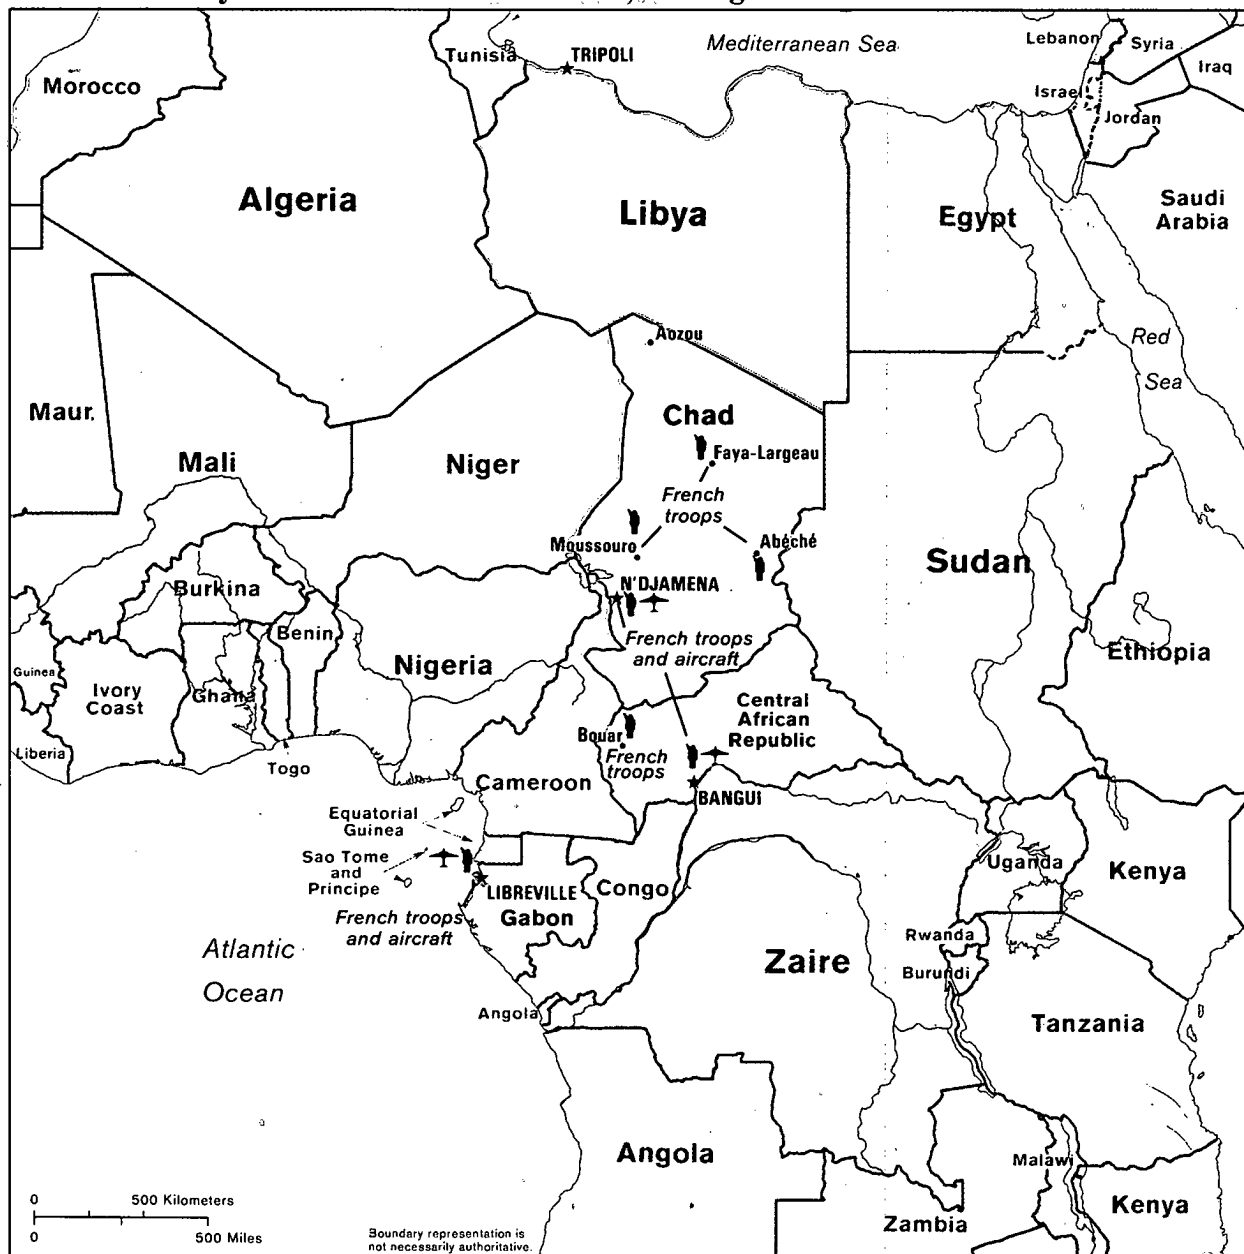 Mediterranean Sea
Lebanon
Syria
Iraq
Tunisia
TRIPOLI
Morocco
Israel
Jordan
Algeria
Libya
Egypt
Saudi
Arabia
Aozou
Red
Sea
Maur.
Chad
Mali
Niger
Faya-Largeau
French
troops
Moussouro
Abéché
Sudan
N'DJAMENA
Burkina
Benin
French troops
and aircraft
Nigeria
Ethiopia
Guinea
Ivory
Coast
Ghana
Central
African
Republic
Liberia
Togo
Bouar
French
troops
Cameroon
BANGUI
Equatorial
Guinea
Sao Tome
and
Principe
Uganda
Kenya
LIBREVILLE
Gabon
Congo
French troops
and aircraft
Rwanda
Atlantic
Ocean
Zaire
Burundi
Angola
Tanzania
Angola
Malawi
Kenya
Zambia
0 500 Kilometers
0 500 Miles
Boundary representation is
not necessarily authoritative.